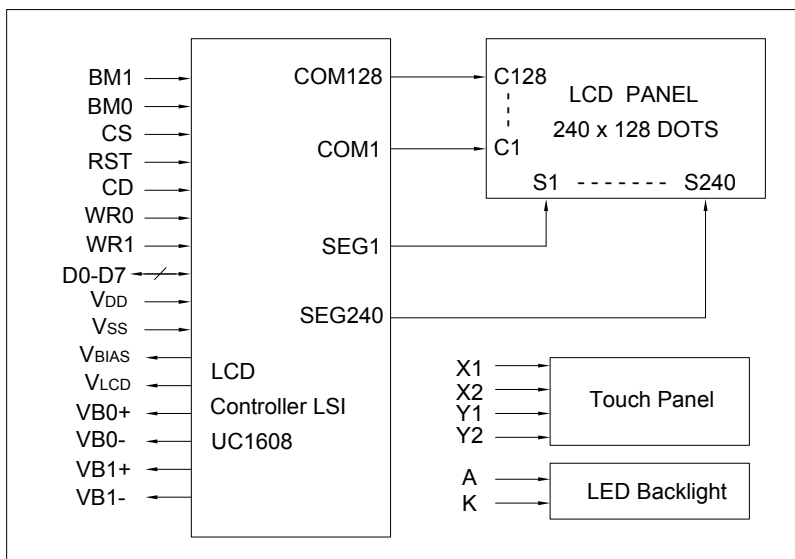 BM1
BM0
CS
RST
CD
WR0
WR1
D0-D7
VDD
VSS
VBIAS
VLCD
VB0+
VB0-
VB1+
VB1-
COM128
COM1
SEG1
SEG240
LCD
Controller LSI
UC1608
C128
C1
LCD PANEL
240 x 128 DOTS
S1 ------- S240
X1
X2
Y1
Y2
Touch Panel
A
K
LED Backlight